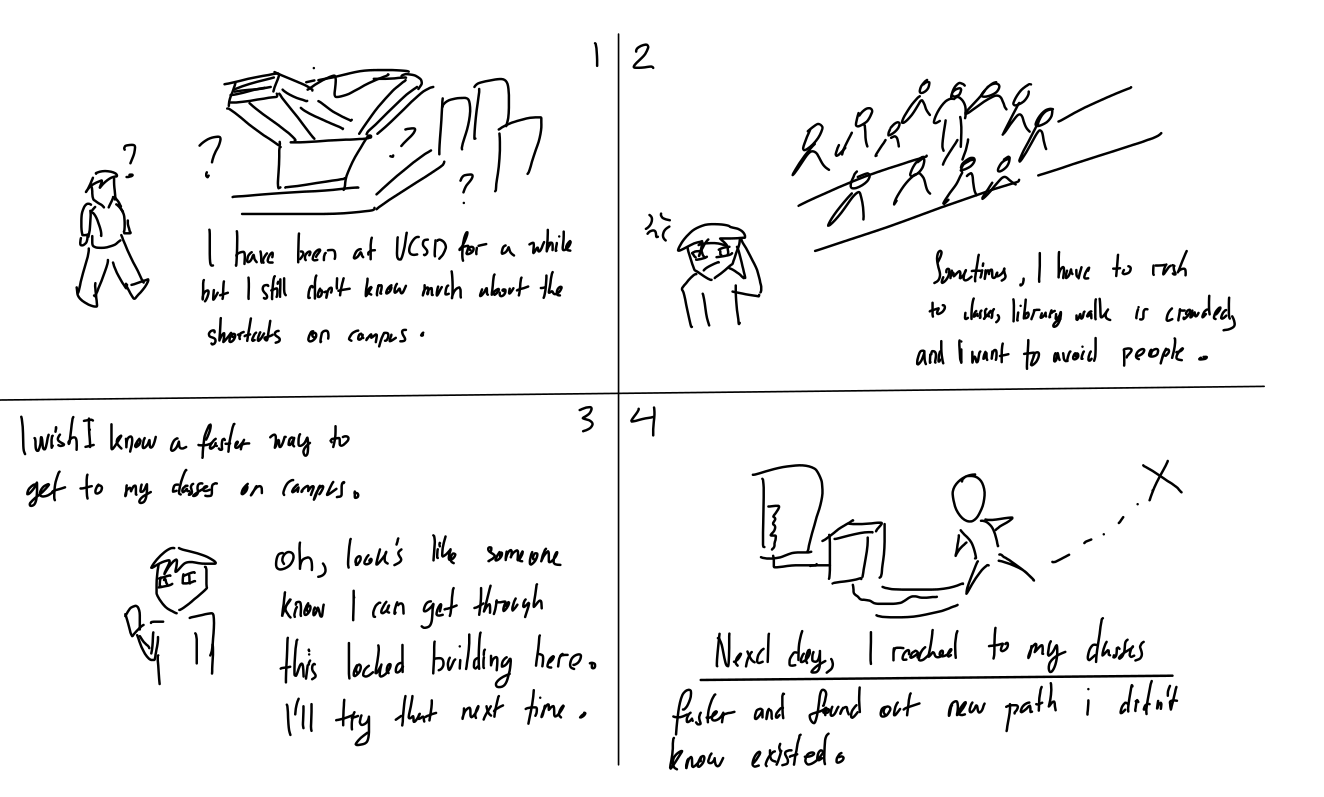 1
?
?
?
?
I have been at UCSD for a while
but I still don't know much about the
shortcuts on campus.
2
Sometimes, I have to rush
to class, library walk is crowded,
and I want to avoid people.
3
I wish I know a faster way to
get to my classes on campus.
Oh, look's like someone
know I can get through
this locked building here.
I'll try that next time.
4
X
Next day, I reached to my classes
faster and found out new path i didn't
know existed.